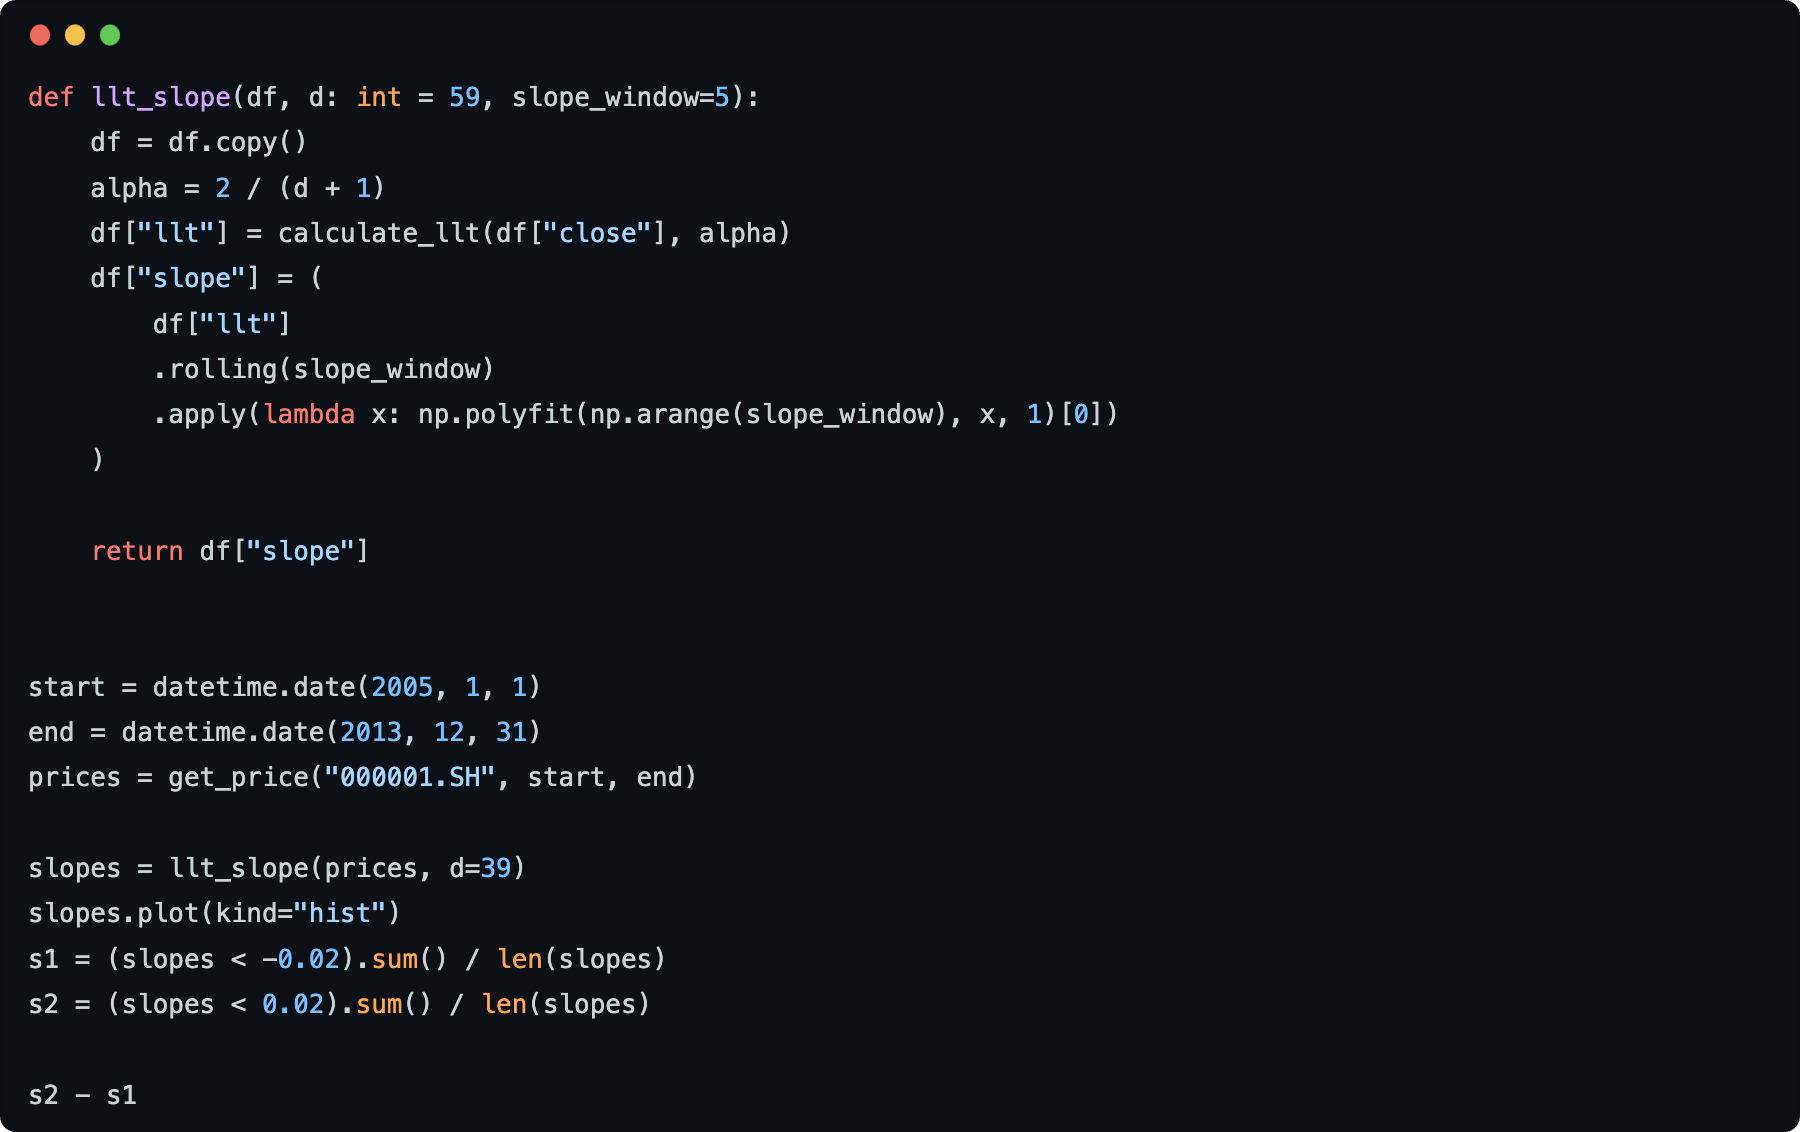 def llt_slope(df, d: int = 59, slope_window=5):
    df = df.copy()
    alpha = 2 / (d + 1)
    df["llt"] = calculate_llt(df["close"], alpha)
    df["slope"] = (
        df["llt"]
        .rolling(slope_window)
        .apply(lambda x: np.polyfit(np.arange(slope_window), x, 1)[0])
    )

    return df["slope"]


start = datetime.date(2005, 1, 1)
end = datetime.date(2013, 12, 31)
prices = get_price("000001.SH", start, end)

slopes = llt_slope(prices, d=39)
slopes.plot(kind="hist")
s1 = (slopes < -0.02).sum() / len(slopes)
s2 = (slopes < 0.02).sum() / len(slopes)

s2 - s1